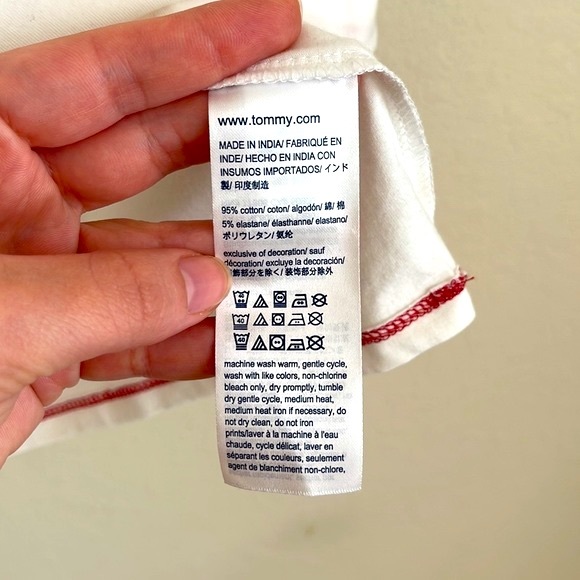 www.tommy.com
MADE IN INDIA/ FABRIQUÉ EN
INDE/ HECHO EN INDIA CON
INSUMOS IMPORTADOS/ インド
製/ 印度制造
95% cotton/ coton/ algodón/ 綿/ 棉
5% elastane/ élasthanne/ elastano/
ポリウレタン/ 氨纶
exclusive of decoration/ sauf
décoration/ excluye la decoración/
飾部分を除く/ 装饰部分除外
40
40
machine wash warm, gentle cycle,
wash with like colors, non-chlorine
bleach only, dry promptly, tumble
dry gentle cycle, medium heat,
medium heat iron if necessary, do
not dry clean, do not iron
prints/laver à la machine à l'eau
chaude, cycle délicat, laver en
séparant les couleurs, seulement
agent de blanchiment non-chlore,